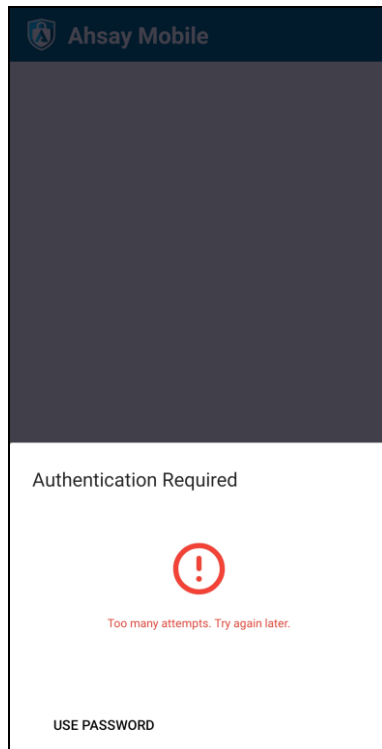 Ahsay Mobile
Authentication Required
Too many attempts. Try again later.
USE PASSWORD